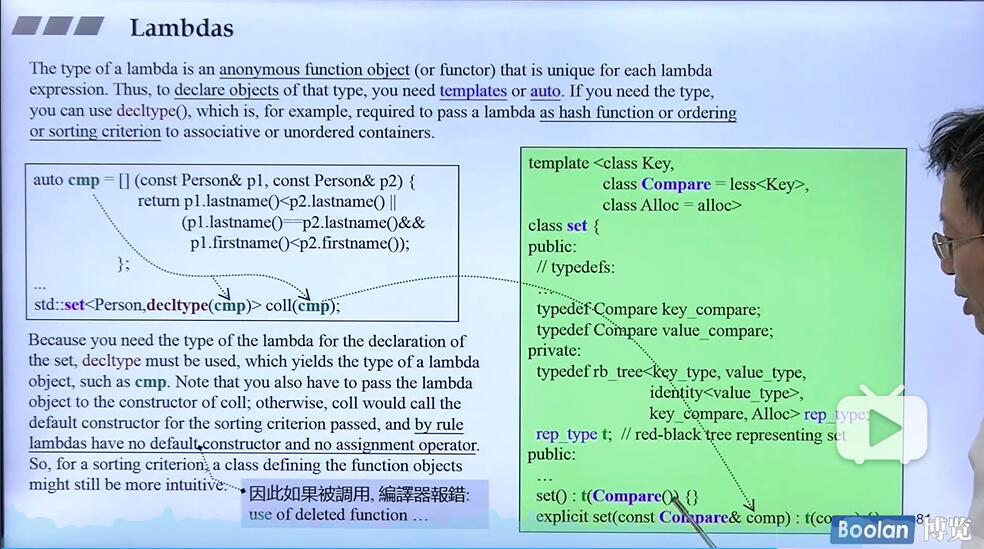 Lambdas
The type of a lambda is an anonymous function object (or functor) that is unique for each lambda
expression. Thus, to declare objects of that type, you need templates or auto. If you need the type,
you can use decltype(), which is, for example, required to pass a lambda as hash function or ordering
or sorting criterion to associative or unordered containers.
auto cmp = [] (const Person& p1, const Person& p2) {
return p1.lastname()<p2.lastname() ||
(p1.lastname()==p2.lastname()&&
p1.firstname()<p2.firstname());
};
...
std::set<Person,decltype(cmp)> coll(cmp);
Because you need the type of the lambda for the declaration of
the set, decltype must be used, which yields the type of a lambda
object, such as cmp. Note that you also have to pass the lambda
object to the constructor of coll; otherwise, coll would call the
default constructor for the sorting criterion passed, and by rule
lambdas have no default constructor and no assignment operator.
So, for a sorting criterion, a class defining the function objects
might still be more intuitive.
因此如果被調用, 編譯器報錯:
use of deleted function ...
template <class Key,
class Compare = less<Key>,
class Alloc = alloc>
class set {
public:
// typedefs:
...
typedef Compare key_compare;
typedef Compare value_compare;
private:
typedef rb_tree<key_type, value_type,
identity<value_type>,
key_compare, Alloc> rep_type;
rep_type t; // red-black tree representing set
public:
...
set() : t(Compare()) {}
explicit set(const Compare& comp) : {}
81
Boolan 博览